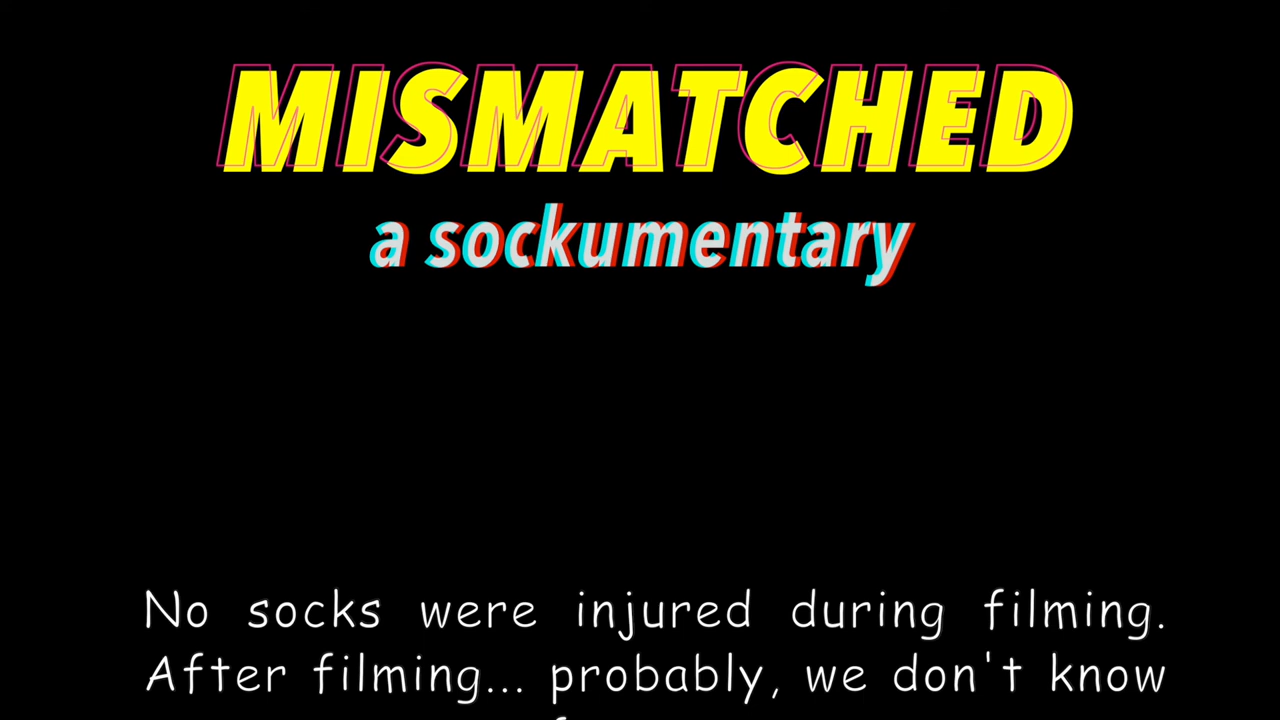 MISMATCHED
a sockumentary
No socks were injured during filming.
After filming... probably, we don't know